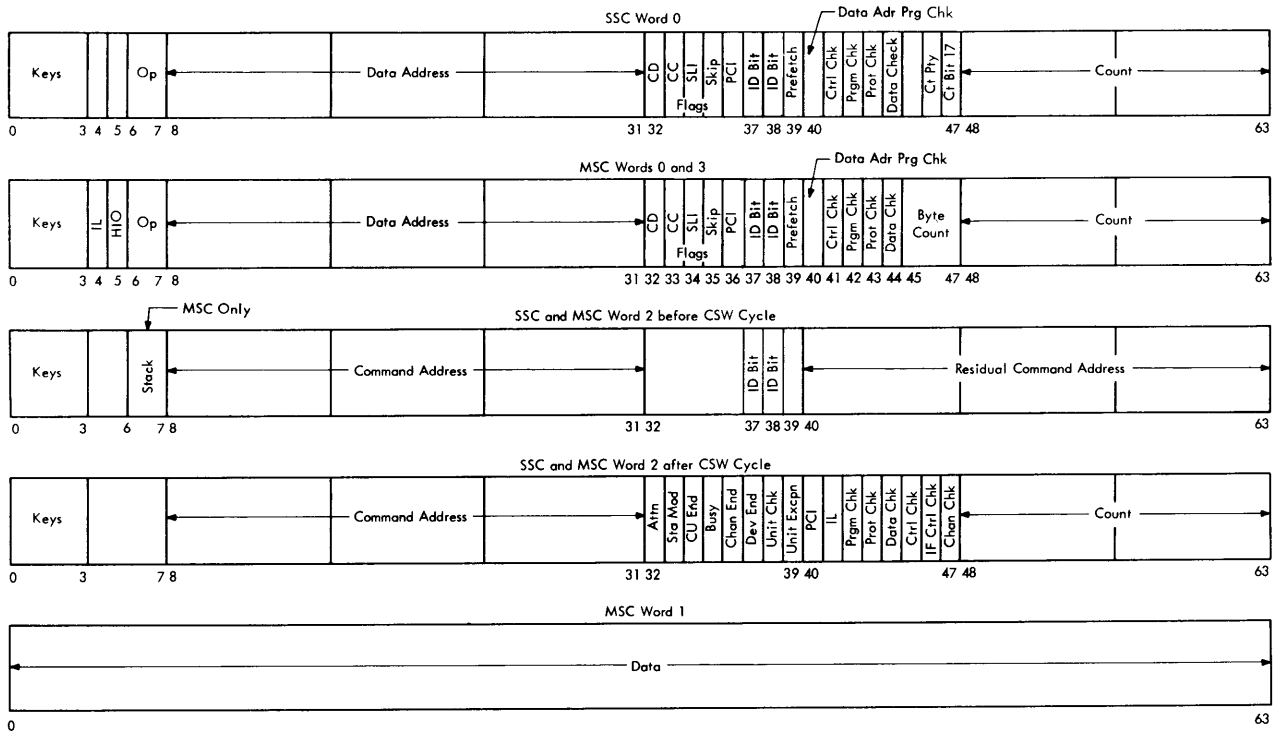 Data Adr Prg Chk
SSC Word 0
Keys Op Data Address CD CC SLI Skip PCI ID Bit ID Bit Prefetch Ctrl Chk Prgm Chk Prot Chk Data Check Ct Pty Ct Bit 17 Count
Flags
0 3 4 5 6 7 8 31 32 37 38 39 40 47 48 63
MSC Words 0 and 3
Data Adr Prg Chk
Keys IL HIO Op Data Address CD CC SLI Skip PCI ID Bit ID Bit Prefetch Ctrl Chk Prgm Chk Prot Chk Data Chk Byte Count Count
Flags
0 3 4 5 6 7 8 31 32 33 34 35 36 37 38 39 40 41 42 43 44 45 47 48 63
MSC Only
SSC and MSC Word 2 before CSW Cycle
Keys Stack Command Address ID Bit ID Bit Residual Command Address
0 3 6 7 8 31 32 37 38 39 40 63
SSC and MSC Word 2 after CSW Cycle
Keys Command Address Attn Sta Mod CU End Busy Chan End Dev End Unit Chk Unit Excpn PCI IL Prgm Chk Prot Chk Data Chk Ctrl Chk IF Ctrl Chk Chan Chk Count
0 3 7 8 31 32 39 40 47 48 63
MSC Word 1
Data
0 63